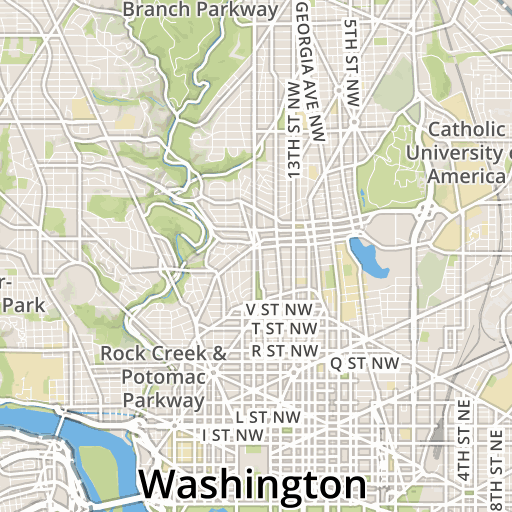 Branch Parkway
GEORGIA AVE NW
5TH ST NW
13TH ST NW
Catholic
University o
America
r-
Park
V ST NW
T ST NW
R ST NW
Q ST NW
Rock Creek &
Potomac
Parkway
L ST NW
I ST NW
4TH ST NE
8TH ST NE
Washington